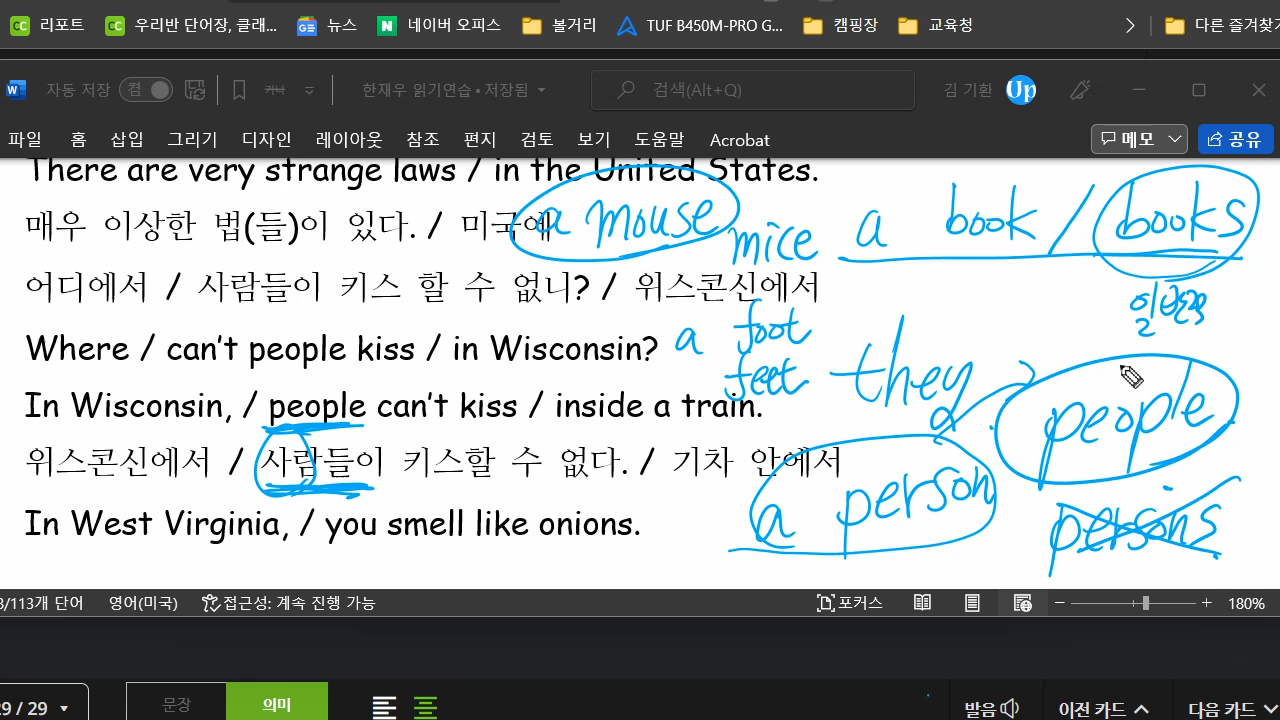 리포트 우리반 단어장, 클래... 뉴스 네이버 오피스 볼거리 TUF B450M-PRO G... 캠핑장 교육청 다른 즐겨찾기
자동 저장 켬 한재우 읽기연습 • 저장됨 검색(Alt+Q) 김 기환 Up
파일 홈 삽입 그리기 디자인 레이아웃 참조 편지 검토 보기 도움말 Acrobat 메모 공유
There are very strange laws / in the United States.
매우 이상한 법(들)이 있다. / 미국에
a mouse
mice
a book / books
일반적
어디에서 / 사람들이 키스 할 수 없니? / 위스콘신에서
Where / can't people kiss / in Wisconsin?
a foot
feet
they
people
In Wisconsin, / people can't kiss / inside a train.
위스콘신에서 / 사람들이 키스할 수 없다. / 기차 안에서
a person
persons
In West Virginia, / you smell like onions.
3/113개 단어 영어(미국) 접근성: 계속 진행 가능 포커스 180%
29 / 29 문장 의미 발음 이전 카드 다음 카드